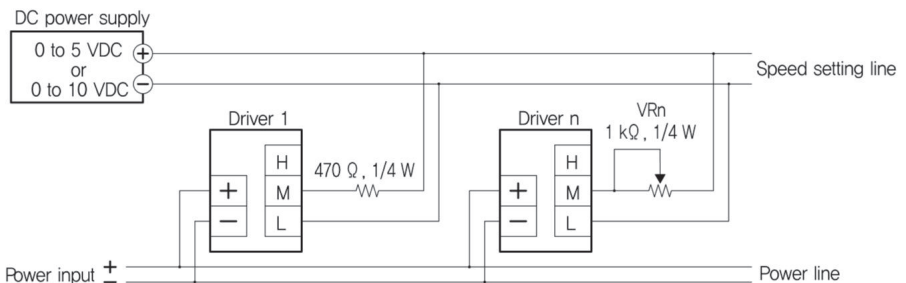 DC power supply
0 to 5 VDC +
or
0 to 10 VDC −
Speed setting line
Driver 1
H
+ M
− L
470 Ω, 1/4 W
Driver n
H
+ M
− L
VRn
1 kΩ, 1/4 W
Power input + −
Power line